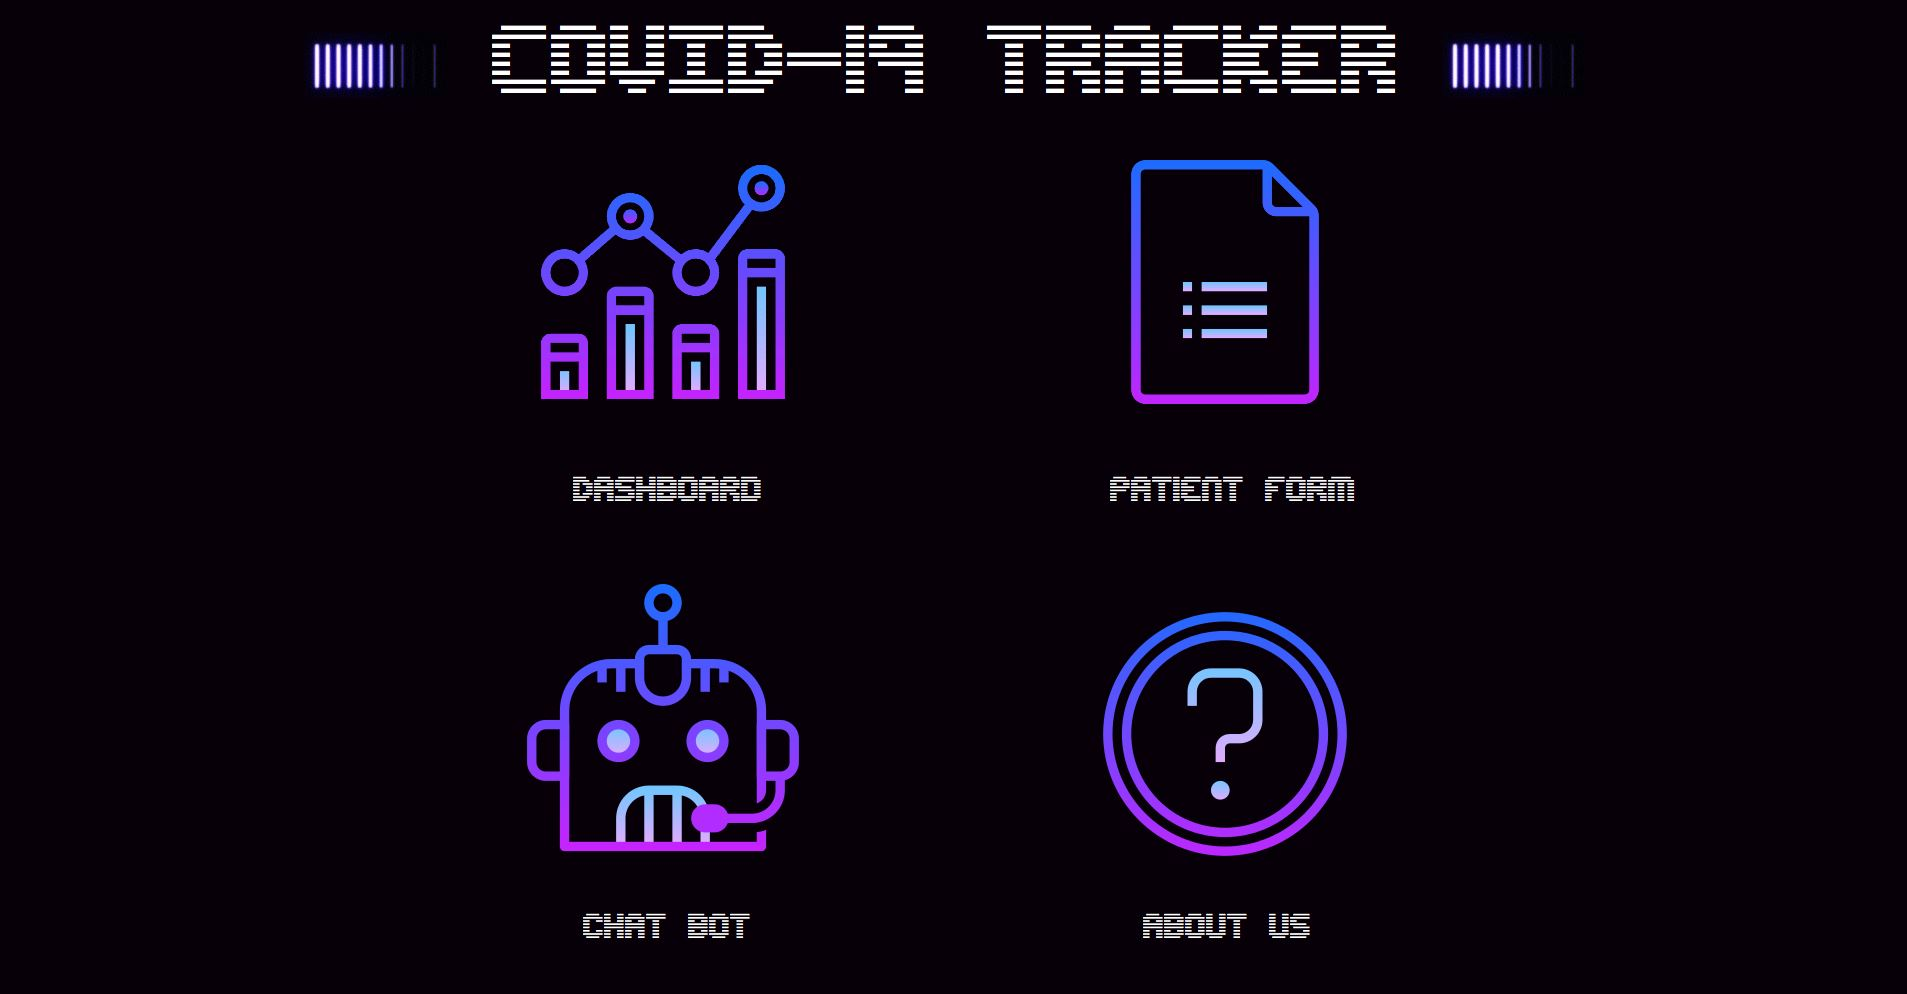 COVID-19 TRACKER
DASHBOARD
PATIENT FORM
CHAT BOT
ABOUT US